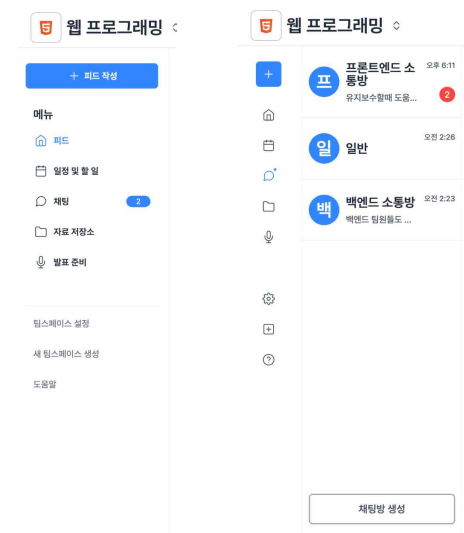 웹 프로그래밍
+ 피드 작성
메뉴
피드
일정 및 할 일
채팅 2
자료 저장소
발표 준비
팀스페이스 설정
새 팀스페이스 생성
도움말
웹 프로그래밍
+
프 프론트엔드 소통방 오후 6:11
유지보수할때 도움... 2
일 일반 오전 2:26
백 백엔드 소통방 오전 2:23
백엔드 팀원들도 ...
채팅방 생성